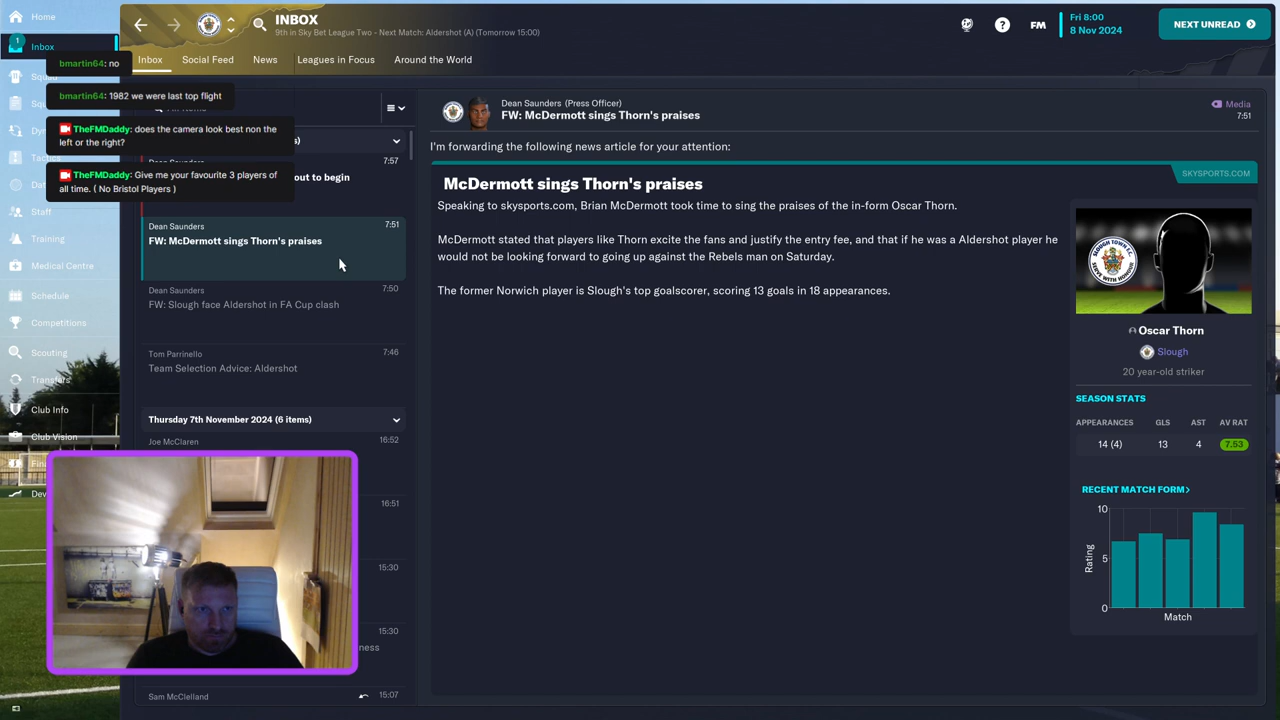 Home
INBOX
9th in Sky Bet League Two - Next Match: Aldershot (A) (Tomorrow 15:00)
FM
Fri 8:00
8 Nov 2024
NEXT UNREAD
1
Inbox
Inbox
Social Feed
News
Leagues in Focus
Around the World
bmartin64: no
bmartin64: 1982 we were last top flight
TheFMDaddy: does the camera look best non the
left or the right?
TheFMDaddy: Give me your favourite 3 players of
all time. ( No Bristol Players )
Staff
Training
Medical Centre
Schedule
Competitions
Scouting
Transfers
Club Info
Club Vision
Fin
Dev
s)
Dean Saunders
7:57
out to begin
Dean Saunders
7:51
FW: McDermott sings Thorn's praises
Dean Saunders
7:50
FW: Slough face Aldershot in FA Cup clash
Tom Parrinello
7:46
Team Selection Advice: Aldershot
Thursday 7th November 2024 (6 items)
Joe McClaren
16:52
16:51
15:30
15:30
ness
Sam McClelland
15:07
Dean Saunders (Press Officer)
FW: McDermott sings Thorn's praises
Media
7:51
I'm forwarding the following news article for your attention:
SKYSPORTS.COM
McDermott sings Thorn's praises
Speaking to skysports.com, Brian McDermott took time to sing the praises of the in-form Oscar Thorn.
McDermott stated that players like Thorn excite the fans and justify the entry fee, and that if he was a Aldershot player he
would not be looking forward to going up against the Rebels man on Saturday.
The former Norwich player is Slough's top goalscorer, scoring 13 goals in 18 appearances.
Oscar Thorn
Slough
20 year-old striker
SEASON STATS
APPEARANCES
GLS
AST
AV RAT
14 (4)
13
4
7.53
RECENT MATCH FORM>
10
5
0
Rating
Match